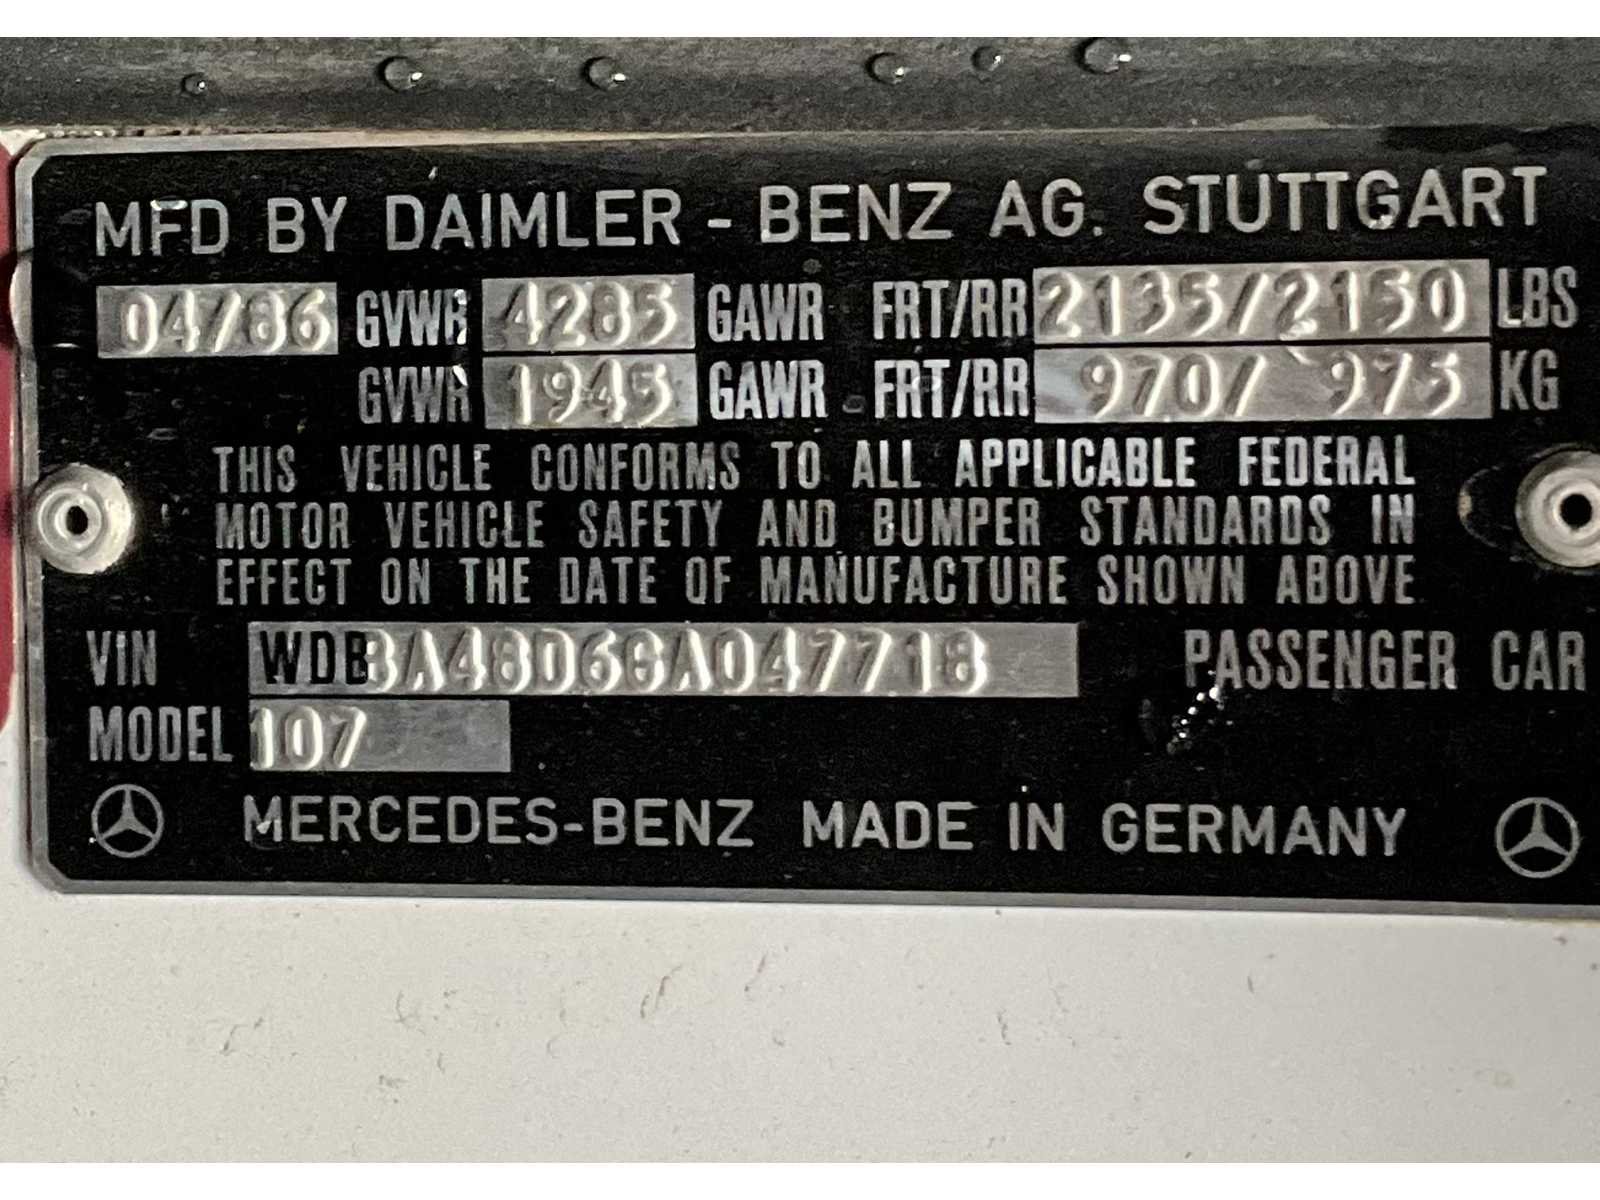 MFD BY DAIMLER - BENZ AG. STUTTGART
04/86 GVWR 4285 GAWR FRT/RR 2135/2150 LBS
GVWR 1945 GAWR FRT/RR 970/ 975 KG
THIS VEHICLE CONFORMS TO ALL APPLICABLE FEDERAL
MOTOR VEHICLE SAFETY AND BUMPER STANDARDS IN
EFFECT ON THE DATE OF MANUFACTURE SHOWN ABOVE
VIN WDBBA48D6GA047718 PASSENGER CAR
MODEL 107
MERCEDES-BENZ MADE IN GERMANY